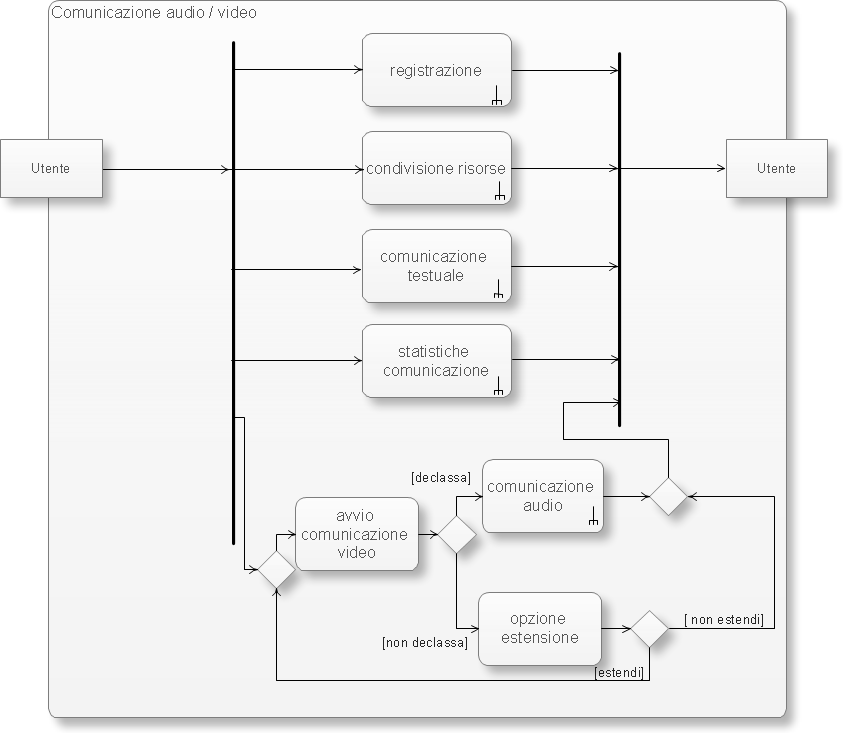 Comunicazione audio / video
registrazione
Utente
condivisione risorse
Utente
comunicazione
testuale
statistiche
comunicazione
[declassa]
comunicazione
audio
avvio
comunicazione
video
opzione
estensione
[ non estendi]
[non declassa]
[estendi]